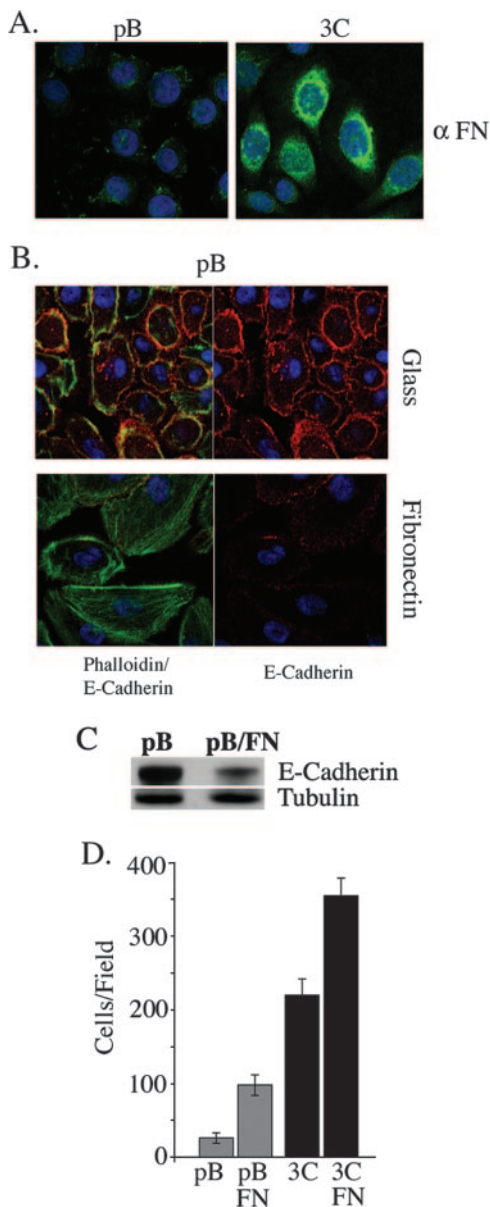 A.
pB 3C
α FN
B.
pB
Glass
Fibronectin
Phalloidin/
E-Cadherin
E-Cadherin
C
pB pB/FN
E-Cadherin
Tubulin
D.
400
300
200
100
0
Cells/Field
pB pB 3C 3C
FN FN